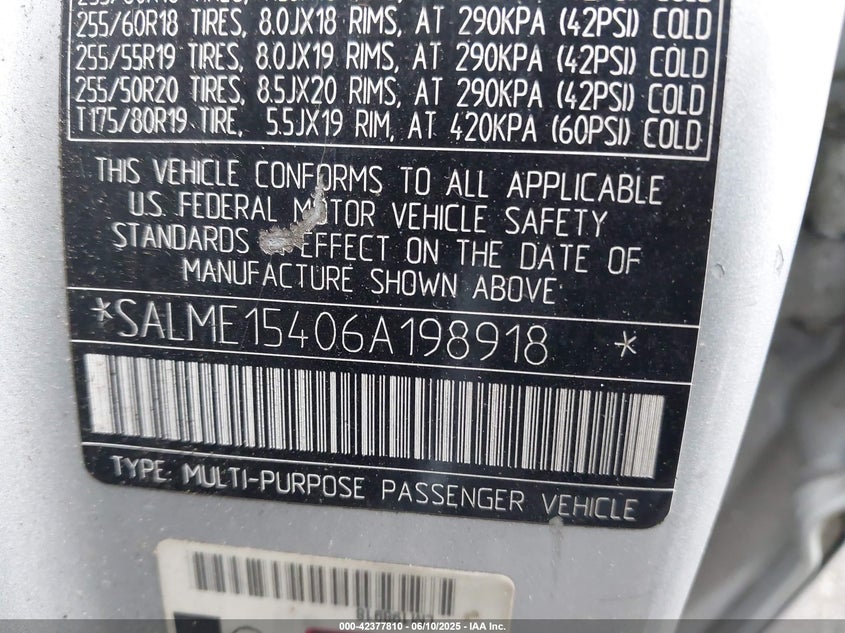 255/60R18 TIRES, 8.0JX18 RIMS, AT 290KPA (42PSI) COLD
255/55R19 TIRES, 8.0JX19 RIMS, AT 290KPA (42PSI) COLD
255/50R20 TIRES, 8.5JX20 RIMS, AT 290KPA (42PSI) COLD
T175/80R19 TIRE, 5.5JX19 RIM, AT 420KPA (60PSI) COLD
THIS VEHICLE CONFORMS TO ALL APPLICABLE
U.S. FEDERAL MOTOR VEHICLE SAFETY
STANDARDS EFFECT ON THE DATE OF
MANUFACTURE SHOWN ABOVE
*SALME15406A198918 *
TYPE: MULTI-PURPOSE PASSENGER VEHICLE
000-42377810 - 06/10/2025 - IAA Inc.